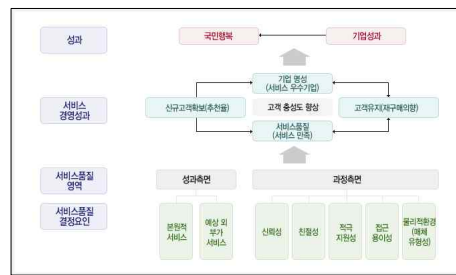 성과
국민행복
기업성과
기업 명성
(서비스 우수기업)
서비스
경영성과
신규고객확보(추천율)
고객 충성도 향상
고객유지(재구매의향)
서비스품질
(서비스 만족)
서비스품질
영역
성과측면
과정측면
서비스품질
결정요인
본원적
서비스
예상 외
부가
서비스
신뢰성
친절성
적극
지원성
접근
용이성
물리적환경
(매체
유형성)